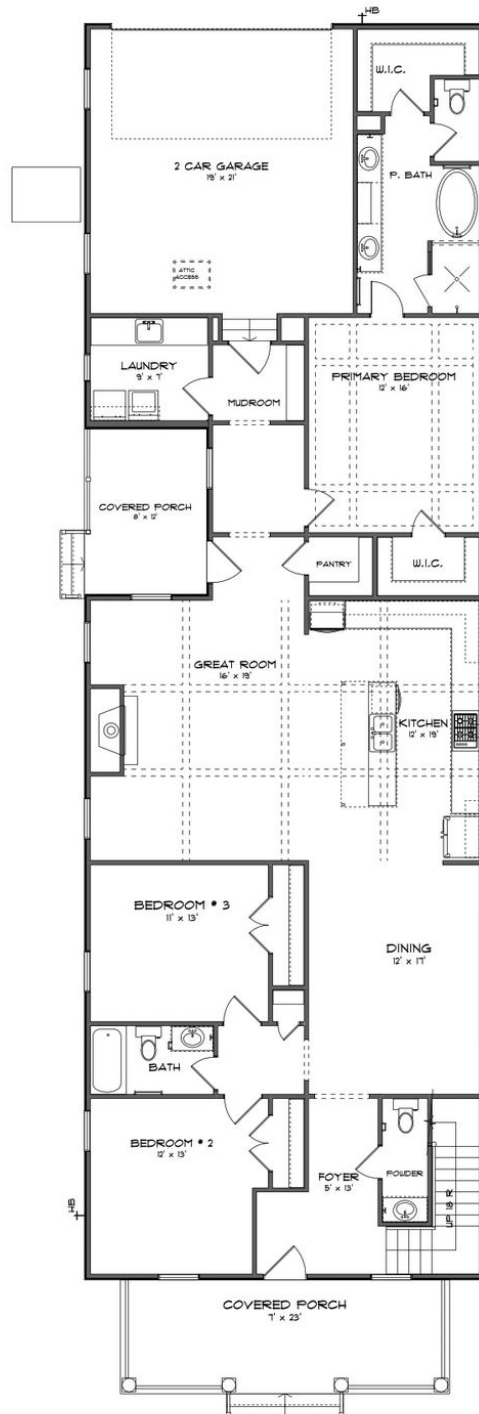 HB
W.I.C.
2 CAR GARAGE
19' x 21'
P. BATH
ATTIC
ACCESS
LAUNDRY
9' x 7'
MUDROOM
PRIMARY BEDROOM
12' x 16'
COVERED PORCH
8' x 12'
PANTRY
W.I.C.
GREAT ROOM
16' x 19'
KITCHEN
12' x 19'
BEDROOM # 3
11' x 13'
DINING
12' x 17'
BATH
BEDROOM # 2
12' x 13'
FOYER
5' x 13'
POWDER
UP 18 R
HB
COVERED PORCH
7' x 23'